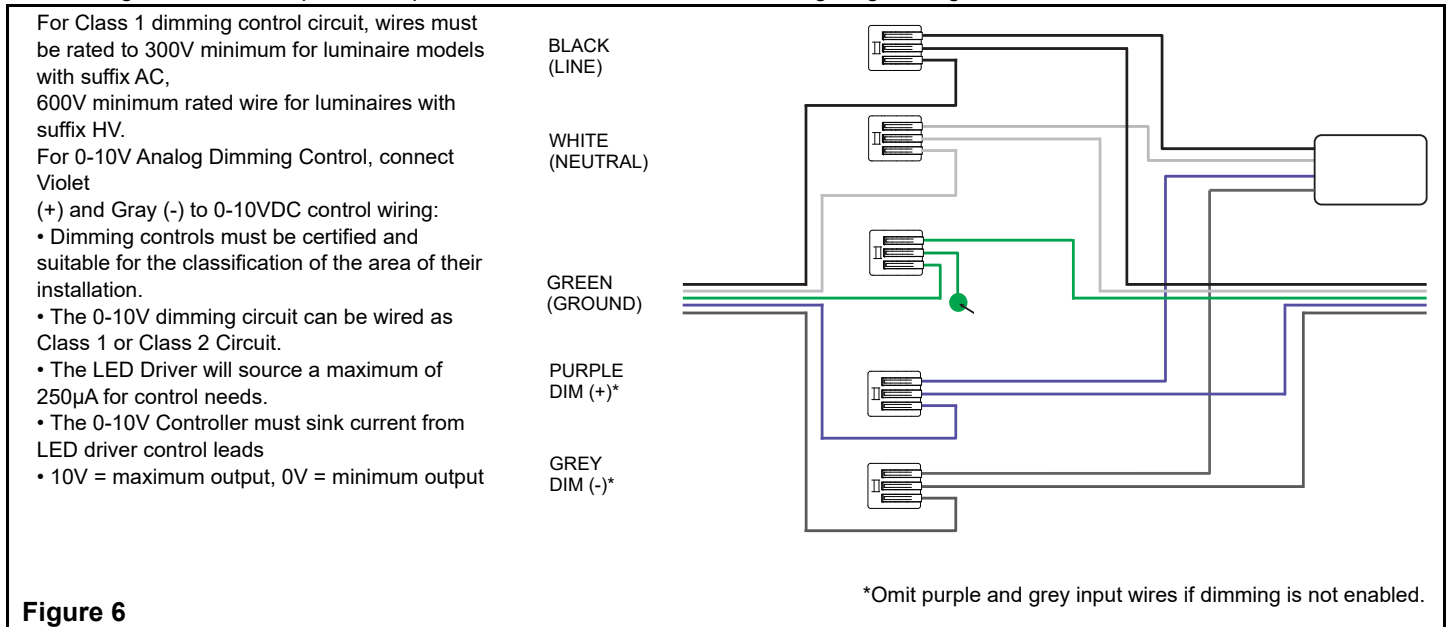 For Class 1 dimming control circuit, wires must
be rated to 300V minimum for luminaire models
with suffix AC,
600V minimum rated wire for luminaires with
suffix HV.
For 0-10V Analog Dimming Control, connect
Violet
(+) and Gray (-) to 0-10VDC control wiring:
• Dimming controls must be certified and
suitable for the classification of the area of their
installation.
• The 0-10V dimming circuit can be wired as
Class 1 or Class 2 Circuit.
• The LED Driver will source a maximum of
250µA for control needs.
• The 0-10V Controller must sink current from
LED driver control leads
• 10V = maximum output, 0V = minimum output
BLACK
(LINE)
WHITE
(NEUTRAL)
GREEN
(GROUND)
PURPLE
DIM (+)*
GREY
DIM (-)*
*Omit purple and grey input wires if dimming is not enabled.
Figure 6